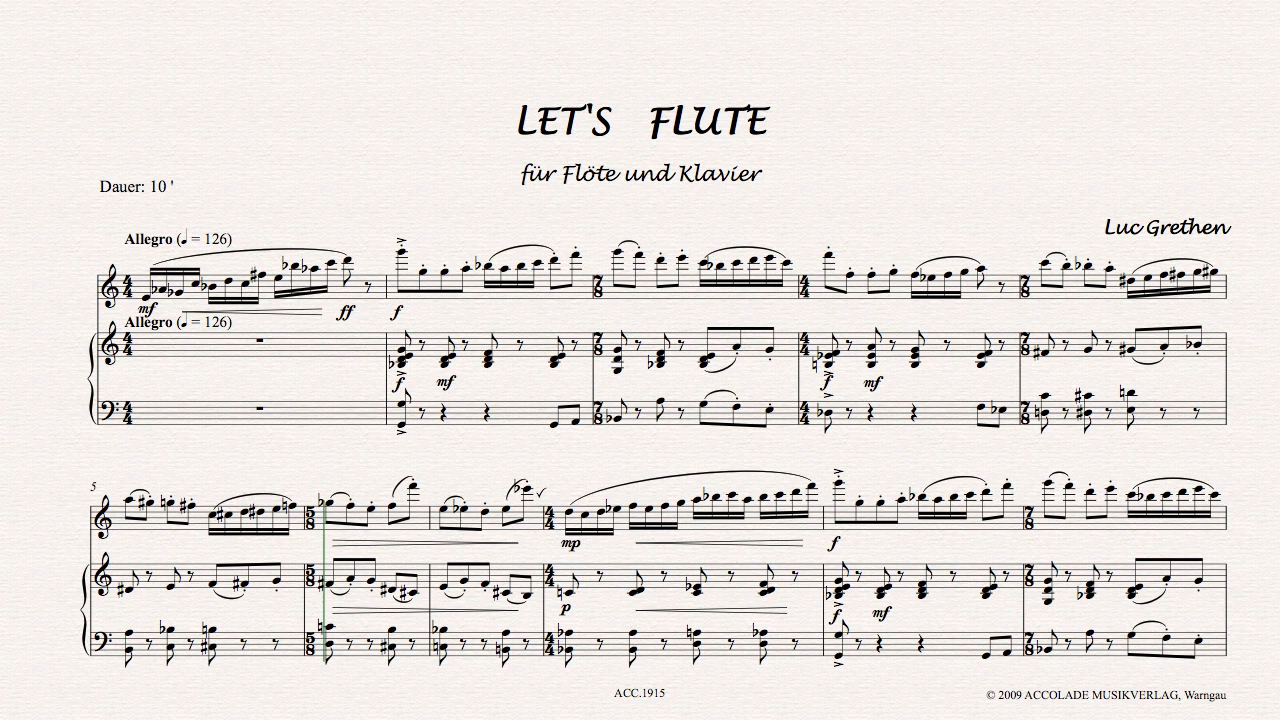 LET'S FLUTE
für Flöte und Klavier
Dauer: 10 '
Luc Grethen
Allegro (♩ = 126)
mf ff f
Allegro (♩ = 126)
f mf f mf
5
mp f
p f mf
ACC.1915
© 2009 ACCOLADE MUSIKVERLAG, Warngau